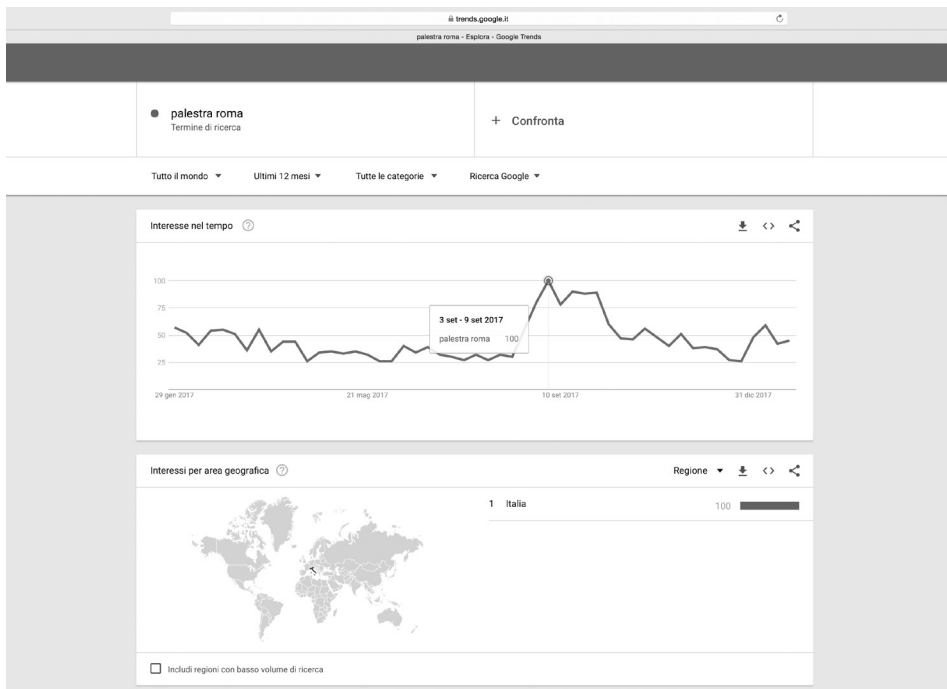 trends.google.it
palestra roma - Esplora - Google Trends
palestra roma
Termine di ricerca
+ Confronta
Tutto il mondo Ultimi 12 mesi Tutte le categorie Ricerca Google
Interesse nel tempo ?
100
75
50
25
3 set - 9 set 2017
palestra roma 100
29 gen 2017 21 mag 2017 10 set 2017 31 dic 2017
Interessi per area geografica ? Regione
1 Italia 100
Includi regioni con basso volume di ricerca